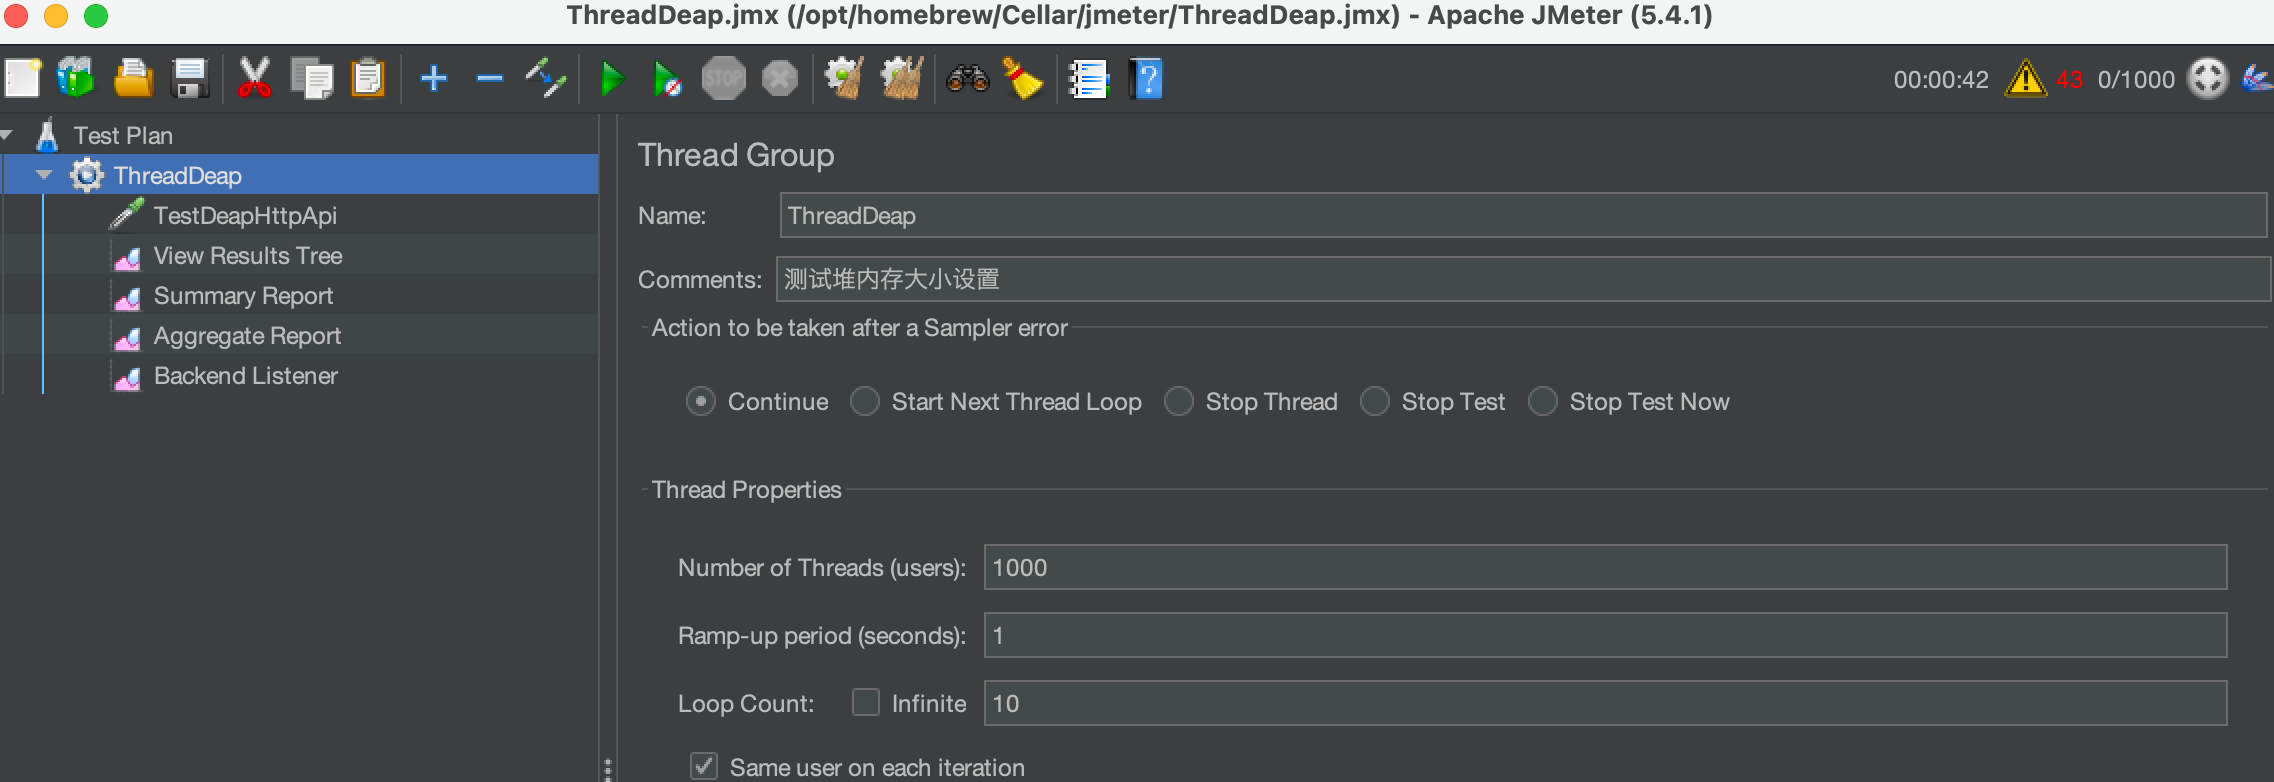 ThreadDeap.jmx (/opt/homebrew/Cellar/jmeter/ThreadDeap.jmx) - Apache JMeter (5.4.1)
STOP
00:00:42 43 0/1000
Test Plan
ThreadDeap
TestDeapHttpApi
View Results Tree
Summary Report
Aggregate Report
Backend Listener
Thread Group
Name: ThreadDeap
Comments: 测试堆内存大小设置
Action to be taken after a Sampler error
Continue Start Next Thread Loop Stop Thread Stop Test Stop Test Now
Thread Properties
Number of Threads (users): 1000
Ramp-up period (seconds): 1
Loop Count: Infinite 10
Same user on each iteration